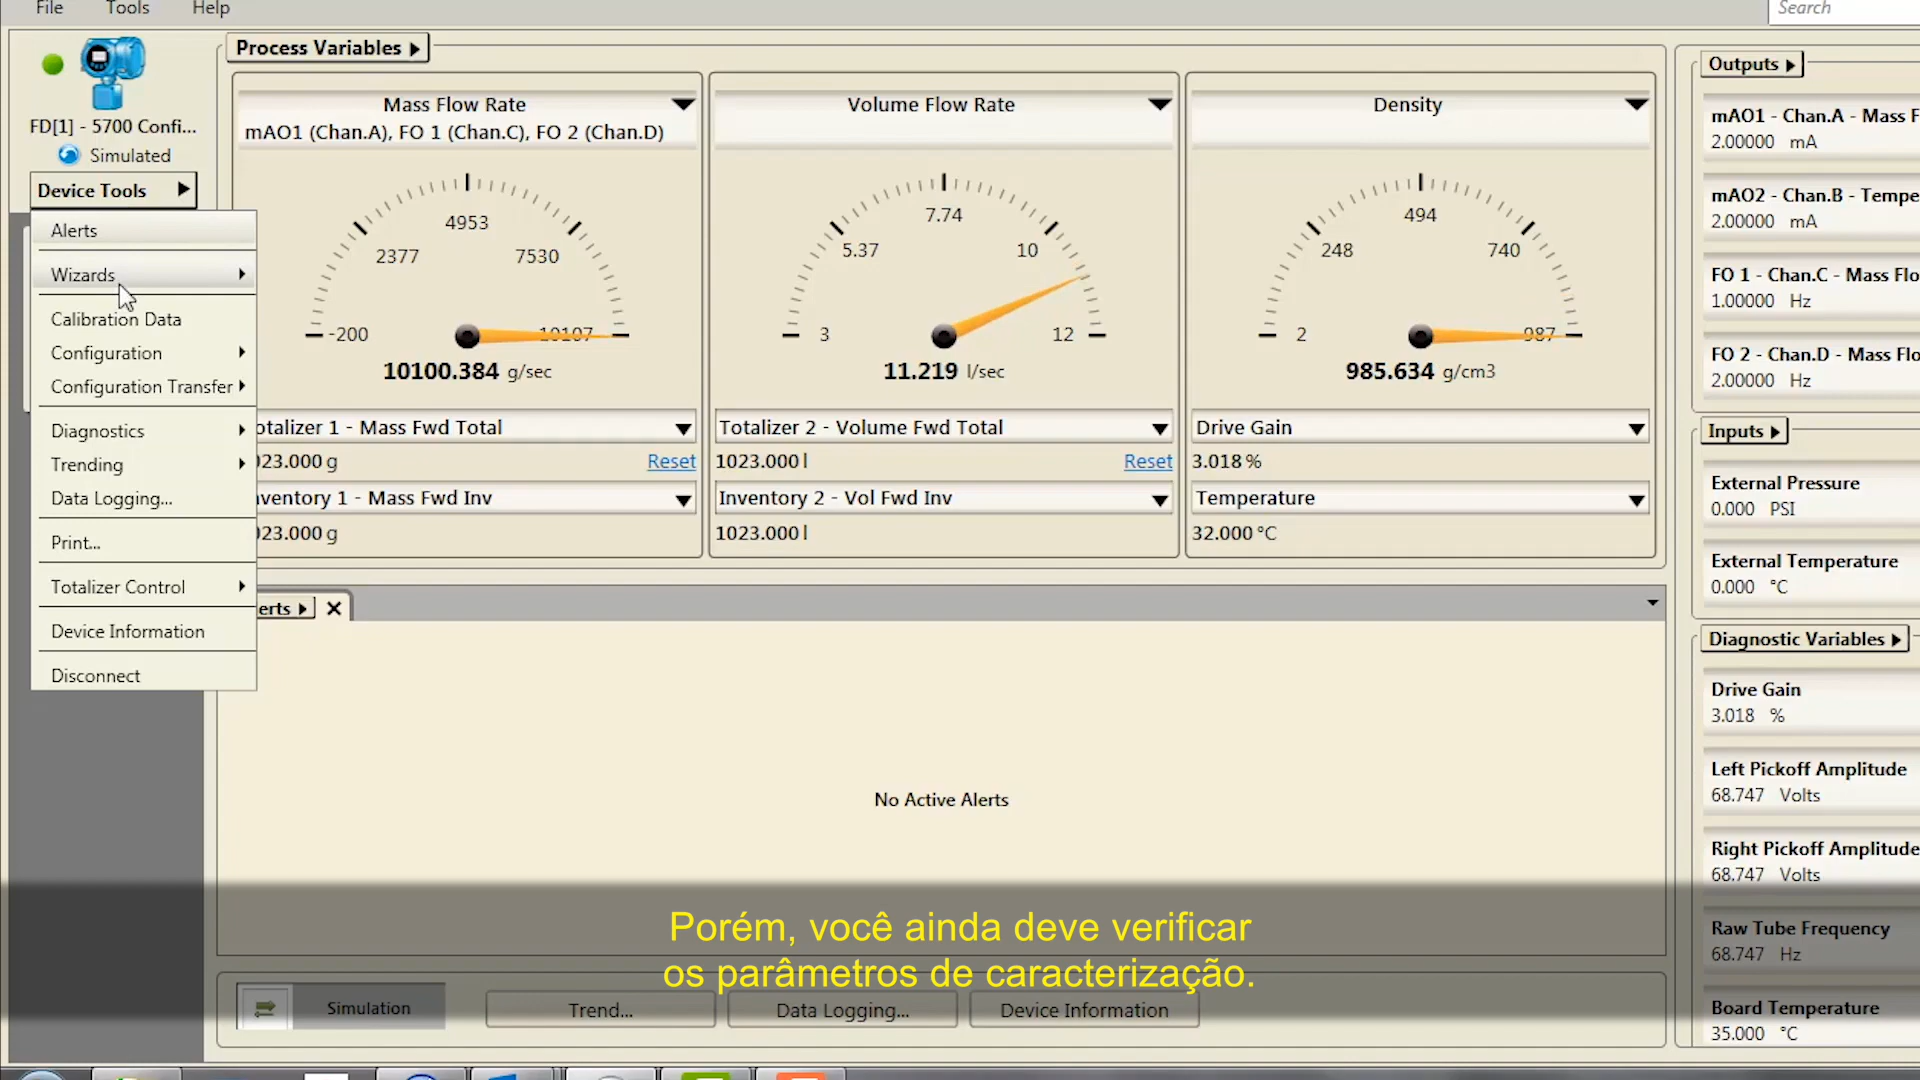 File Tools Help
Search
FD[1] - 5700 Confi...
Simulated
Device Tools
Alerts
Wizards
Calibration Data
Configuration
Configuration Transfer
Diagnostics
Trending
Data Logging...
Print...
Totalizer Control
Device Information
Disconnect
Process Variables
Mass Flow Rate
mAO1 (Chan.A), FO 1 (Chan.C), FO 2 (Chan.D)
4953
2377 7530
-200 10107
10100.384 g/sec
otalizer 1 - Mass Fwd Total
023.000 g Reset
ventory 1 - Mass Fwd Inv
023.000 g
Volume Flow Rate
7.74
5.37 10
3 12
11.219 l/sec
Totalizer 2 - Volume Fwd Total
1023.000 l Reset
Inventory 2 - Vol Fwd Inv
1023.000 l
Density
494
248 740
2 987
985.634 g/cm3
Drive Gain
3.018 %
Temperature
32.000 °C
erts
No Active Alerts
Simulation Trend... Data Logging... Device Information
Outputs
mAO1 - Chan.A - Mass F
2.00000 mA
mAO2 - Chan.B - Tempe
2.00000 mA
FO 1 - Chan.C - Mass Flo
1.00000 Hz
FO 2 - Chan.D - Mass Flo
2.00000 Hz
Inputs
External Pressure
0.000 PSI
External Temperature
0.000 °C
Diagnostic Variables
Drive Gain
3.018 %
Left Pickoff Amplitude
68.747 Volts
Right Pickoff Amplitude
68.747 Volts
Raw Tube Frequency
68.747 Hz
Board Temperature
35.000 °C
Porém, você ainda deve verificar
os parâmetros de caracterização.